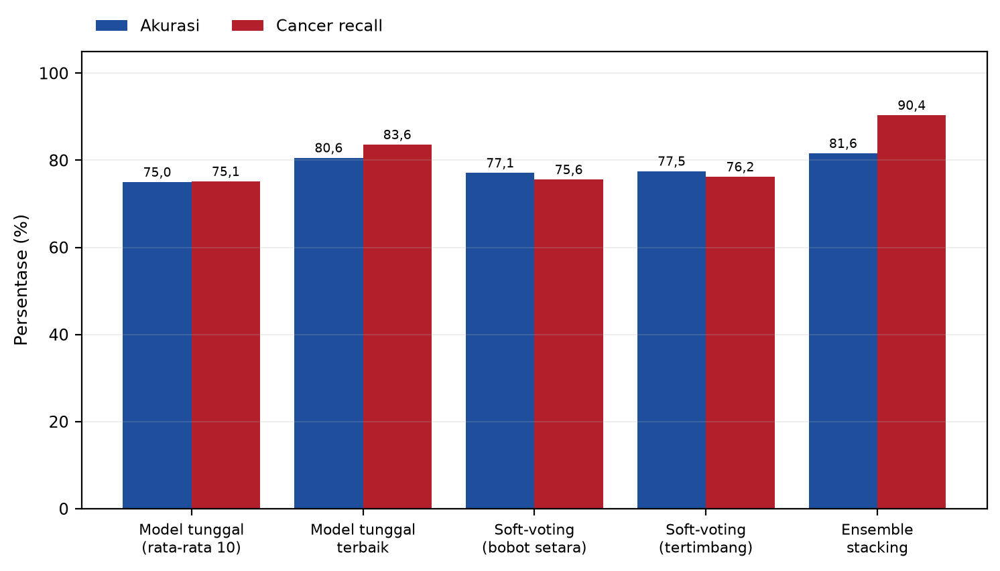 Akurasi Cancer recall
Persentase (%)
100
80
60
40
20
0
75,0 75,1
80,6 83,6
77,1 75,6
77,5 76,2
81,6 90,4
Model tunggal
(rata-rata 10)
Model tunggal
terbaik
Soft-voting
(bobot setara)
Soft-voting
(tertimbang)
Ensemble
stacking